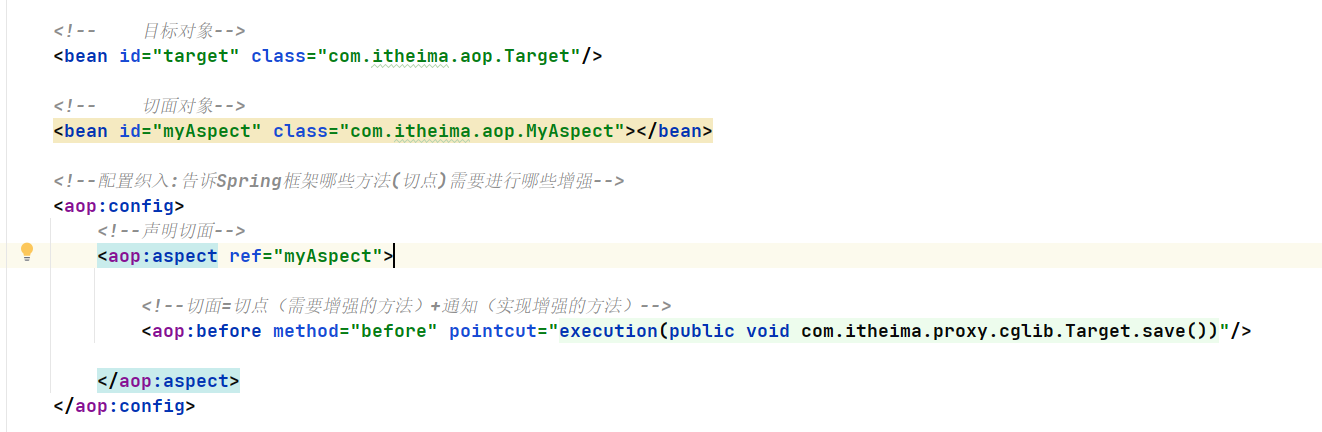 <!--    目标对象-->
<bean id="target" class="com.itheima.aop.Target"/>
<!--    切面对象-->
<bean id="myAspect" class="com.itheima.aop.MyAspect"></bean>
<!--配置织入:告诉Spring框架哪些方法(切点)需要进行哪些增强-->
<aop:config>
<!--声明切面-->
<aop:aspect ref="myAspect">
<!--切面=切点（需要增强的方法）+通知（实现增强的方法）-->
<aop:before method="before" pointcut="execution(public void com.itheima.proxy.cglib.Target.save())"/>
</aop:aspect>
</aop:config>